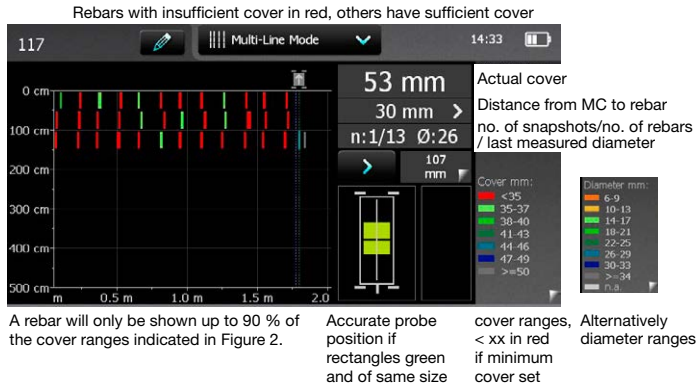 Rebars with insufficient cover in red, others have sufficient cover
117
Multi-Line Mode
14:33
53 mm
Actual cover
30 mm >
Distance from MC to rebar
n:1/13 Ø:26
no. of snapshots/no. of rebars
/ last measured diameter
>
107
mm
0 cm
100 cm
200 cm
300 cm
400 cm
500 cm
m
0.5 m
1.0 m
1.5 m
2.0
Cover mm:
<35
35-37
38-40
41-43
44-46
47-49
>=50
Diameter mm:
6-9
10-13
14-17
18-21
22-25
26-29
30-33
>=34
n.a.
A rebar will only be shown up to 90 % of
the cover ranges indicated in Figure 2.
Accurate probe
position if
rectangles green
and of same size
cover ranges,
< xx in red
if minimum
cover set
Alternatively
diameter ranges